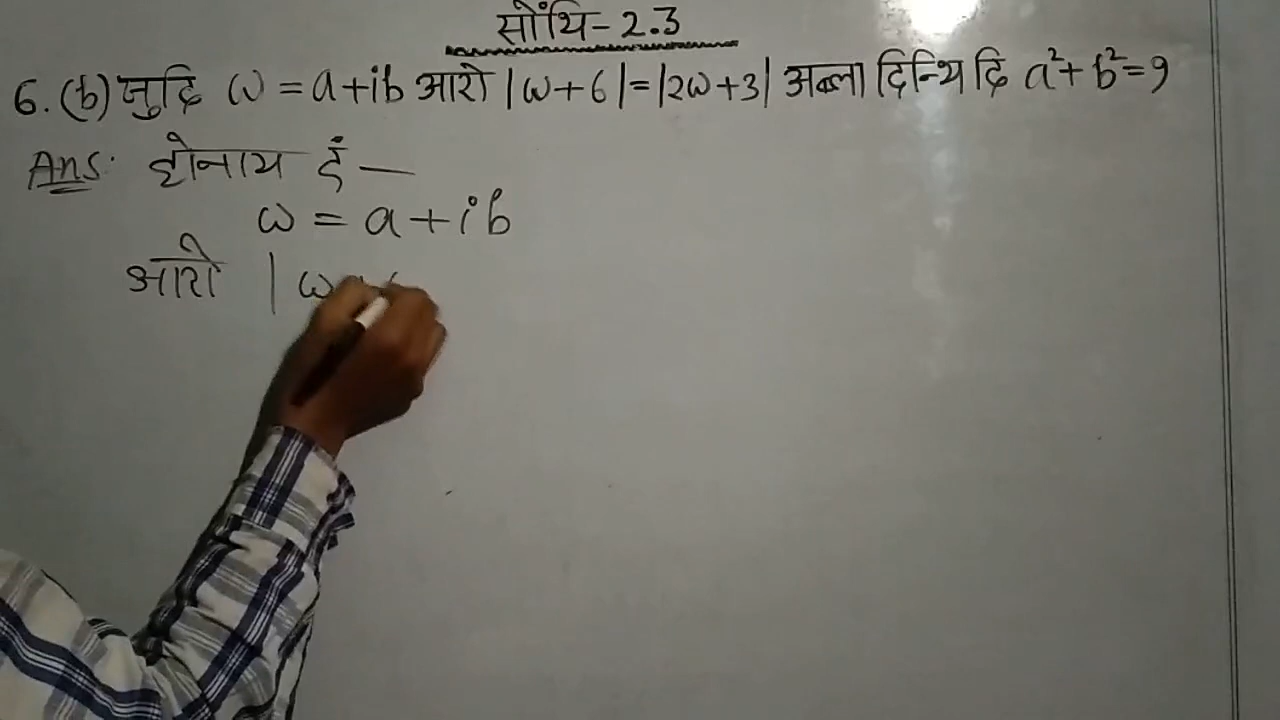 सोंथि-2.3
6.(b) जुदि ω = a+ib आरो |ω+6|=|2ω+3| अब्ला दिन्थि दि a²+b²=9
Ans: होनाय दं—
ω = a+ib
आरो |ω